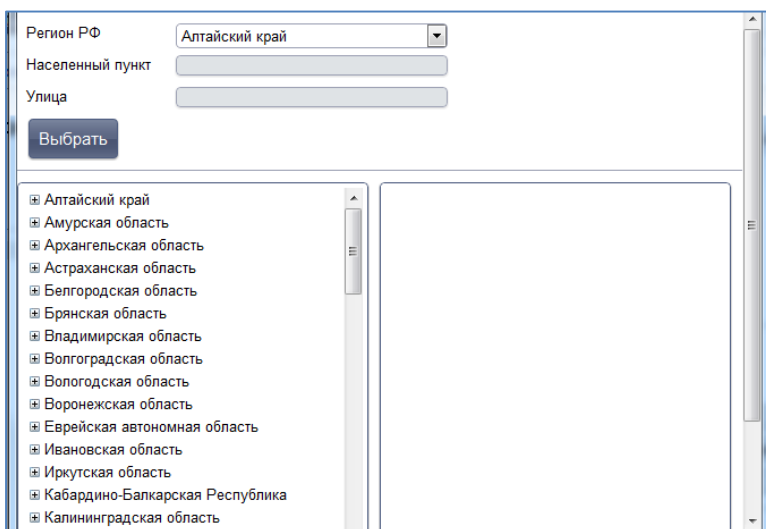 Регион РФ Алтайский край
Населенный пункт
Улица
Выбрать
Алтайский край
Амурская область
Архангельская область
Астраханская область
Белгородская область
Брянская область
Владимирская область
Волгоградская область
Вологодская область
Воронежская область
Еврейская автономная область
Ивановская область
Иркутская область
Кабардино-Балкарская Республика
Калининградская область